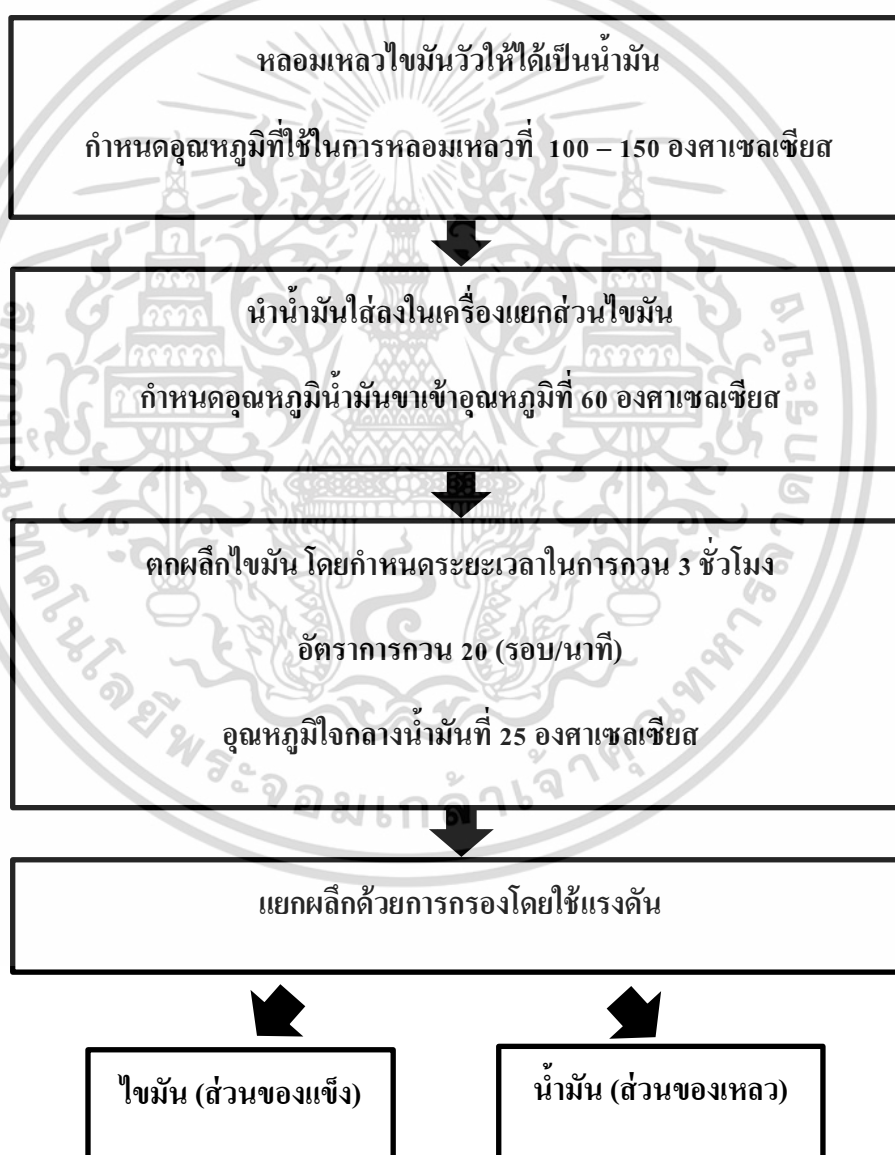 หลอมเหลวไขมันวัวให้ได้เป็นน้ำมัน
กำหนดอุณหภูมิที่ใช้ในการหลอมเหลวที่ 100 – 150 องศาเซลเซียส
นำน้ำมันใส่ลงในเครื่องแยกส่วนไขมัน
กำหนดอุณหภูมิน้ำมันขาเข้าอุณหภูมิที่ 60 องศาเซลเซียส
ตกผลึกไขมัน โดยกำหนดระยะเวลาในการกวน 3 ชั่วโมง
อัตราการกวน 20 (รอบ/นาที)
อุณหภูมิใจกลางน้ำมันที่ 25 องศาเซลเซียส
แยกผลึกด้วยการกรองโดยใช้แรงดัน
ไขมัน (ส่วนของแข็ง)
น้ำมัน (ส่วนของเหลว)